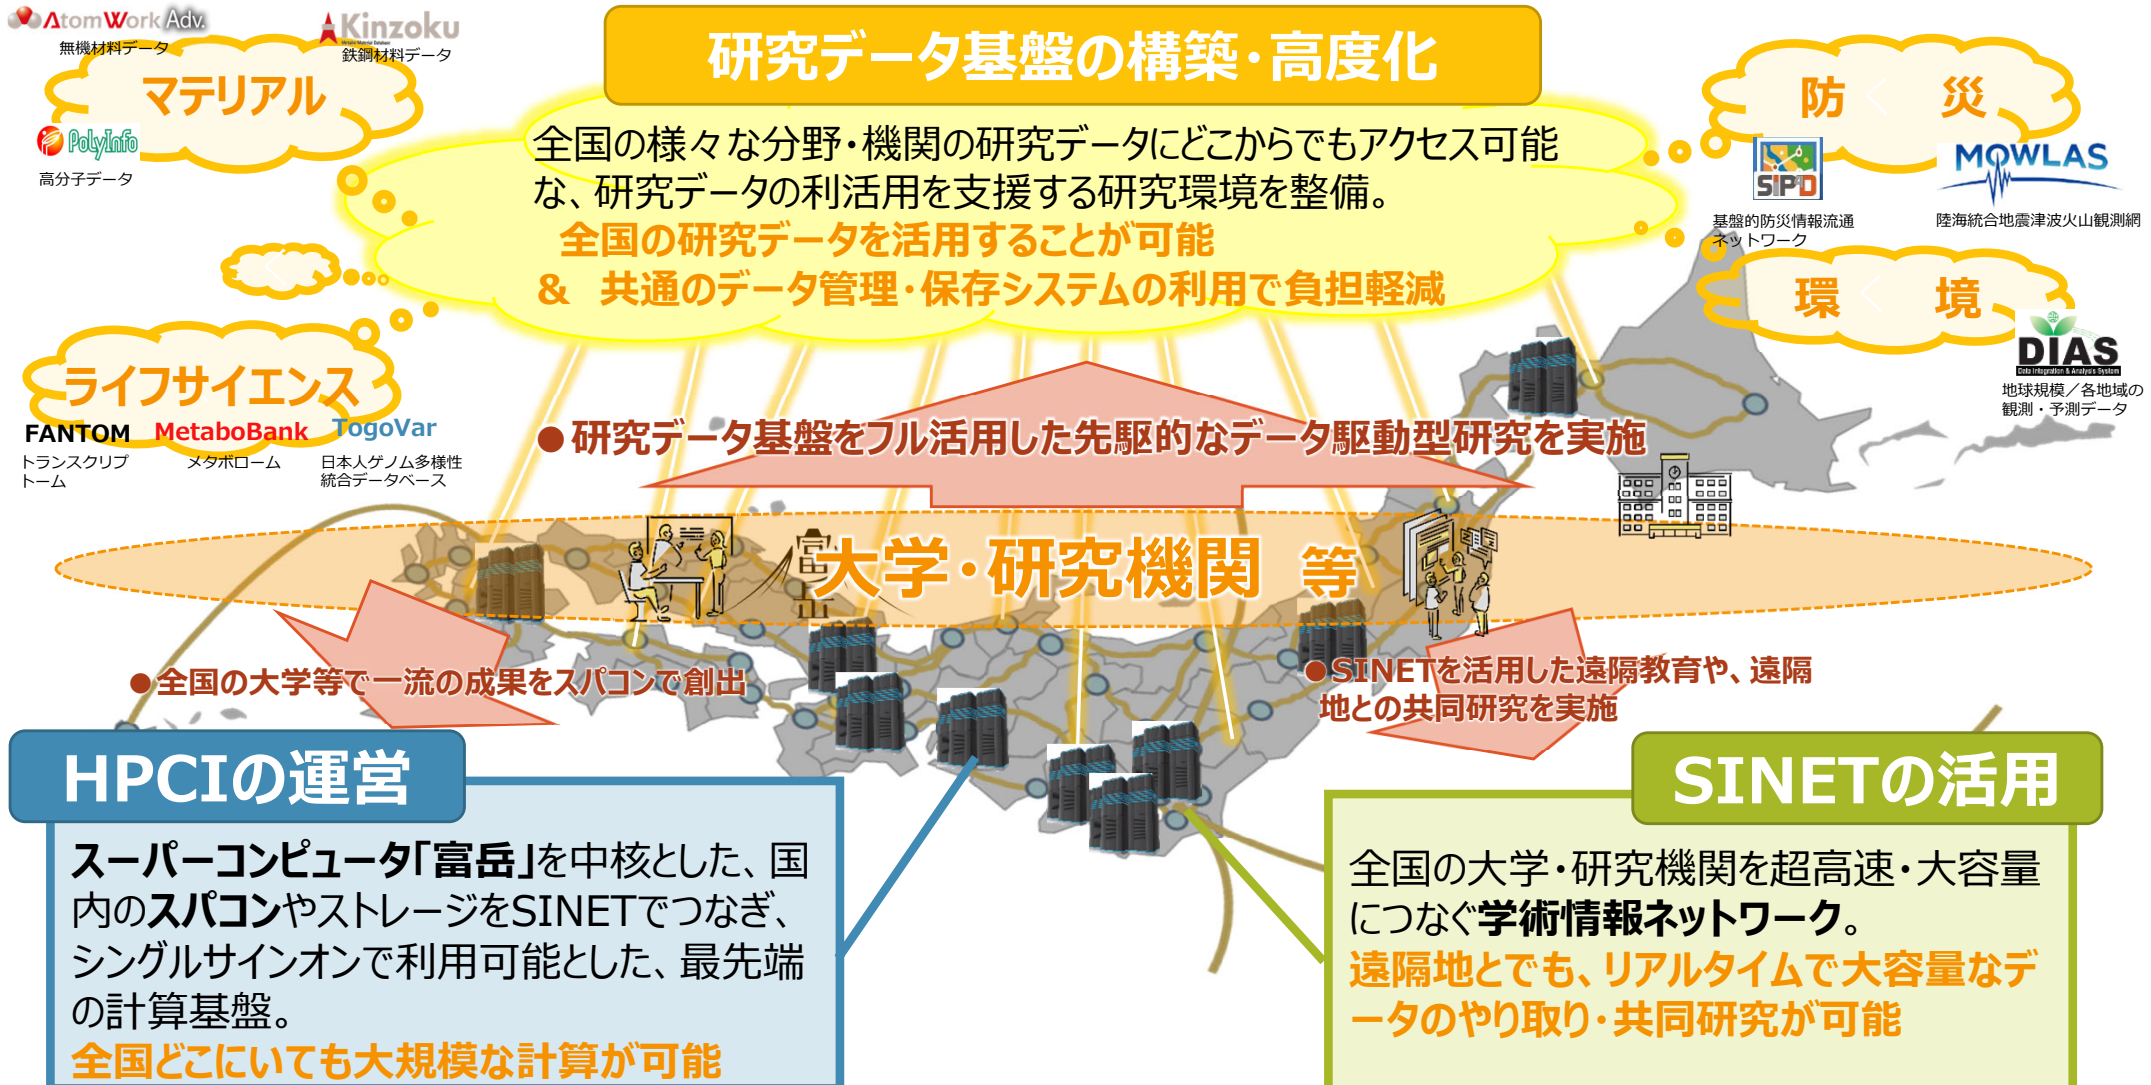 AtomWork Adv.
無機材料データ
Kinzoku
鉄鋼材料データ
マテリアル
PolyInfo
高分子データ
研究データ基盤の構築・高度化
全国の様々な分野・機関の研究データにどこからでもアクセス可能
な、研究データの利活用を支援する研究環境を整備。
全国の研究データを活用することが可能
& 共通のデータ管理・保存システムの利用で負担軽減
防 災
SIP4D
基盤的防災情報流通
ネットワーク
MOWLAS
陸海統合地震津波火山観測網
環 境
DIAS
Data Integration & Analysis System
地球規模／各地域の
観測・予測データ
ライフサイエンス
FANTOM
トランスクリプ
トーム
MetaboBank
メタボローム
TogoVar
日本人ゲノム多様性
統合データベース
●研究データ基盤をフル活用した先駆的なデータ駆動型研究を実施
富岳
大学・研究機関 等
●全国の大学等で一流の成果をスパコンで創出
●SINETを活用した遠隔教育や、遠隔
地との共同研究を実施
HPCIの運営
スーパーコンピュータ「富岳」を中核とした、国
内のスパコンやストレージをSINETでつなぎ、
シングルサインオンで利用可能とした、最先端
の計算基盤。
全国どこにいても大規模な計算が可能
SINETの活用
全国の大学・研究機関を超高速・大容量
につなぐ学術情報ネットワーク。
遠隔地とでも、リアルタイムで大容量なデ
ータのやり取り・共同研究が可能